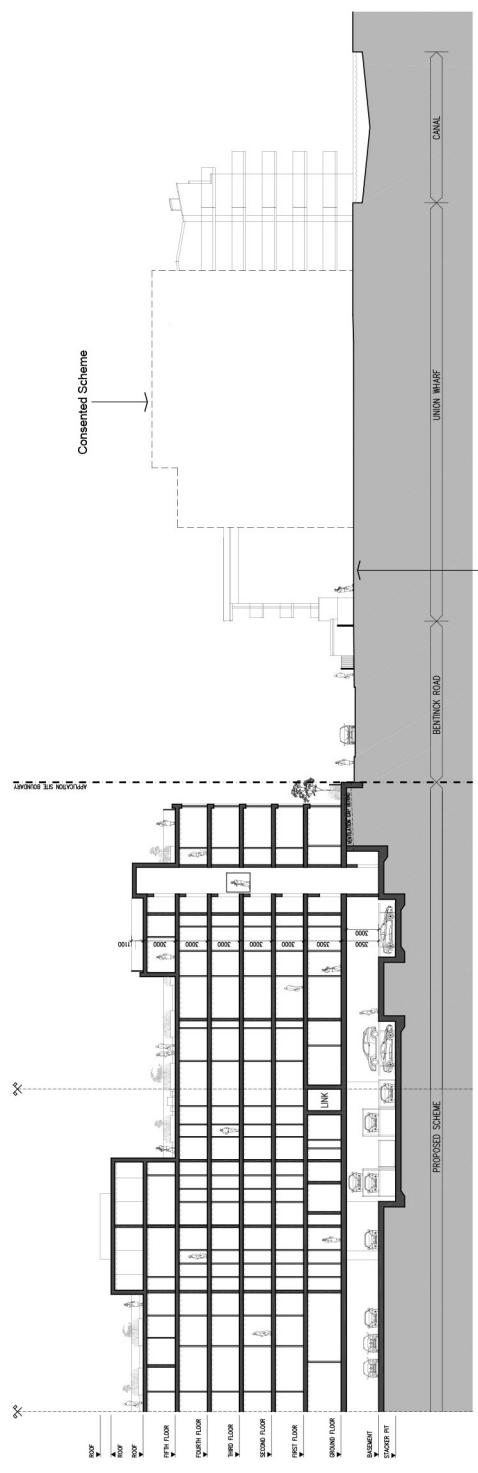 Consented Scheme
APPLICATION SITE BOUNDARY
CANAL
UNION WHARF
BENTINCK ROAD
PROPOSED SCHEME
LINK
1100
3000
3000
3000
3000
3000
3500
3500
3000
ROOF
ROOF
ROOF
FIFTH FLOOR
FOURTH FLOOR
THIRD FLOOR
SECOND FLOOR
FIRST FLOOR
GROUND FLOOR
BASEMENT
STACKER PIT